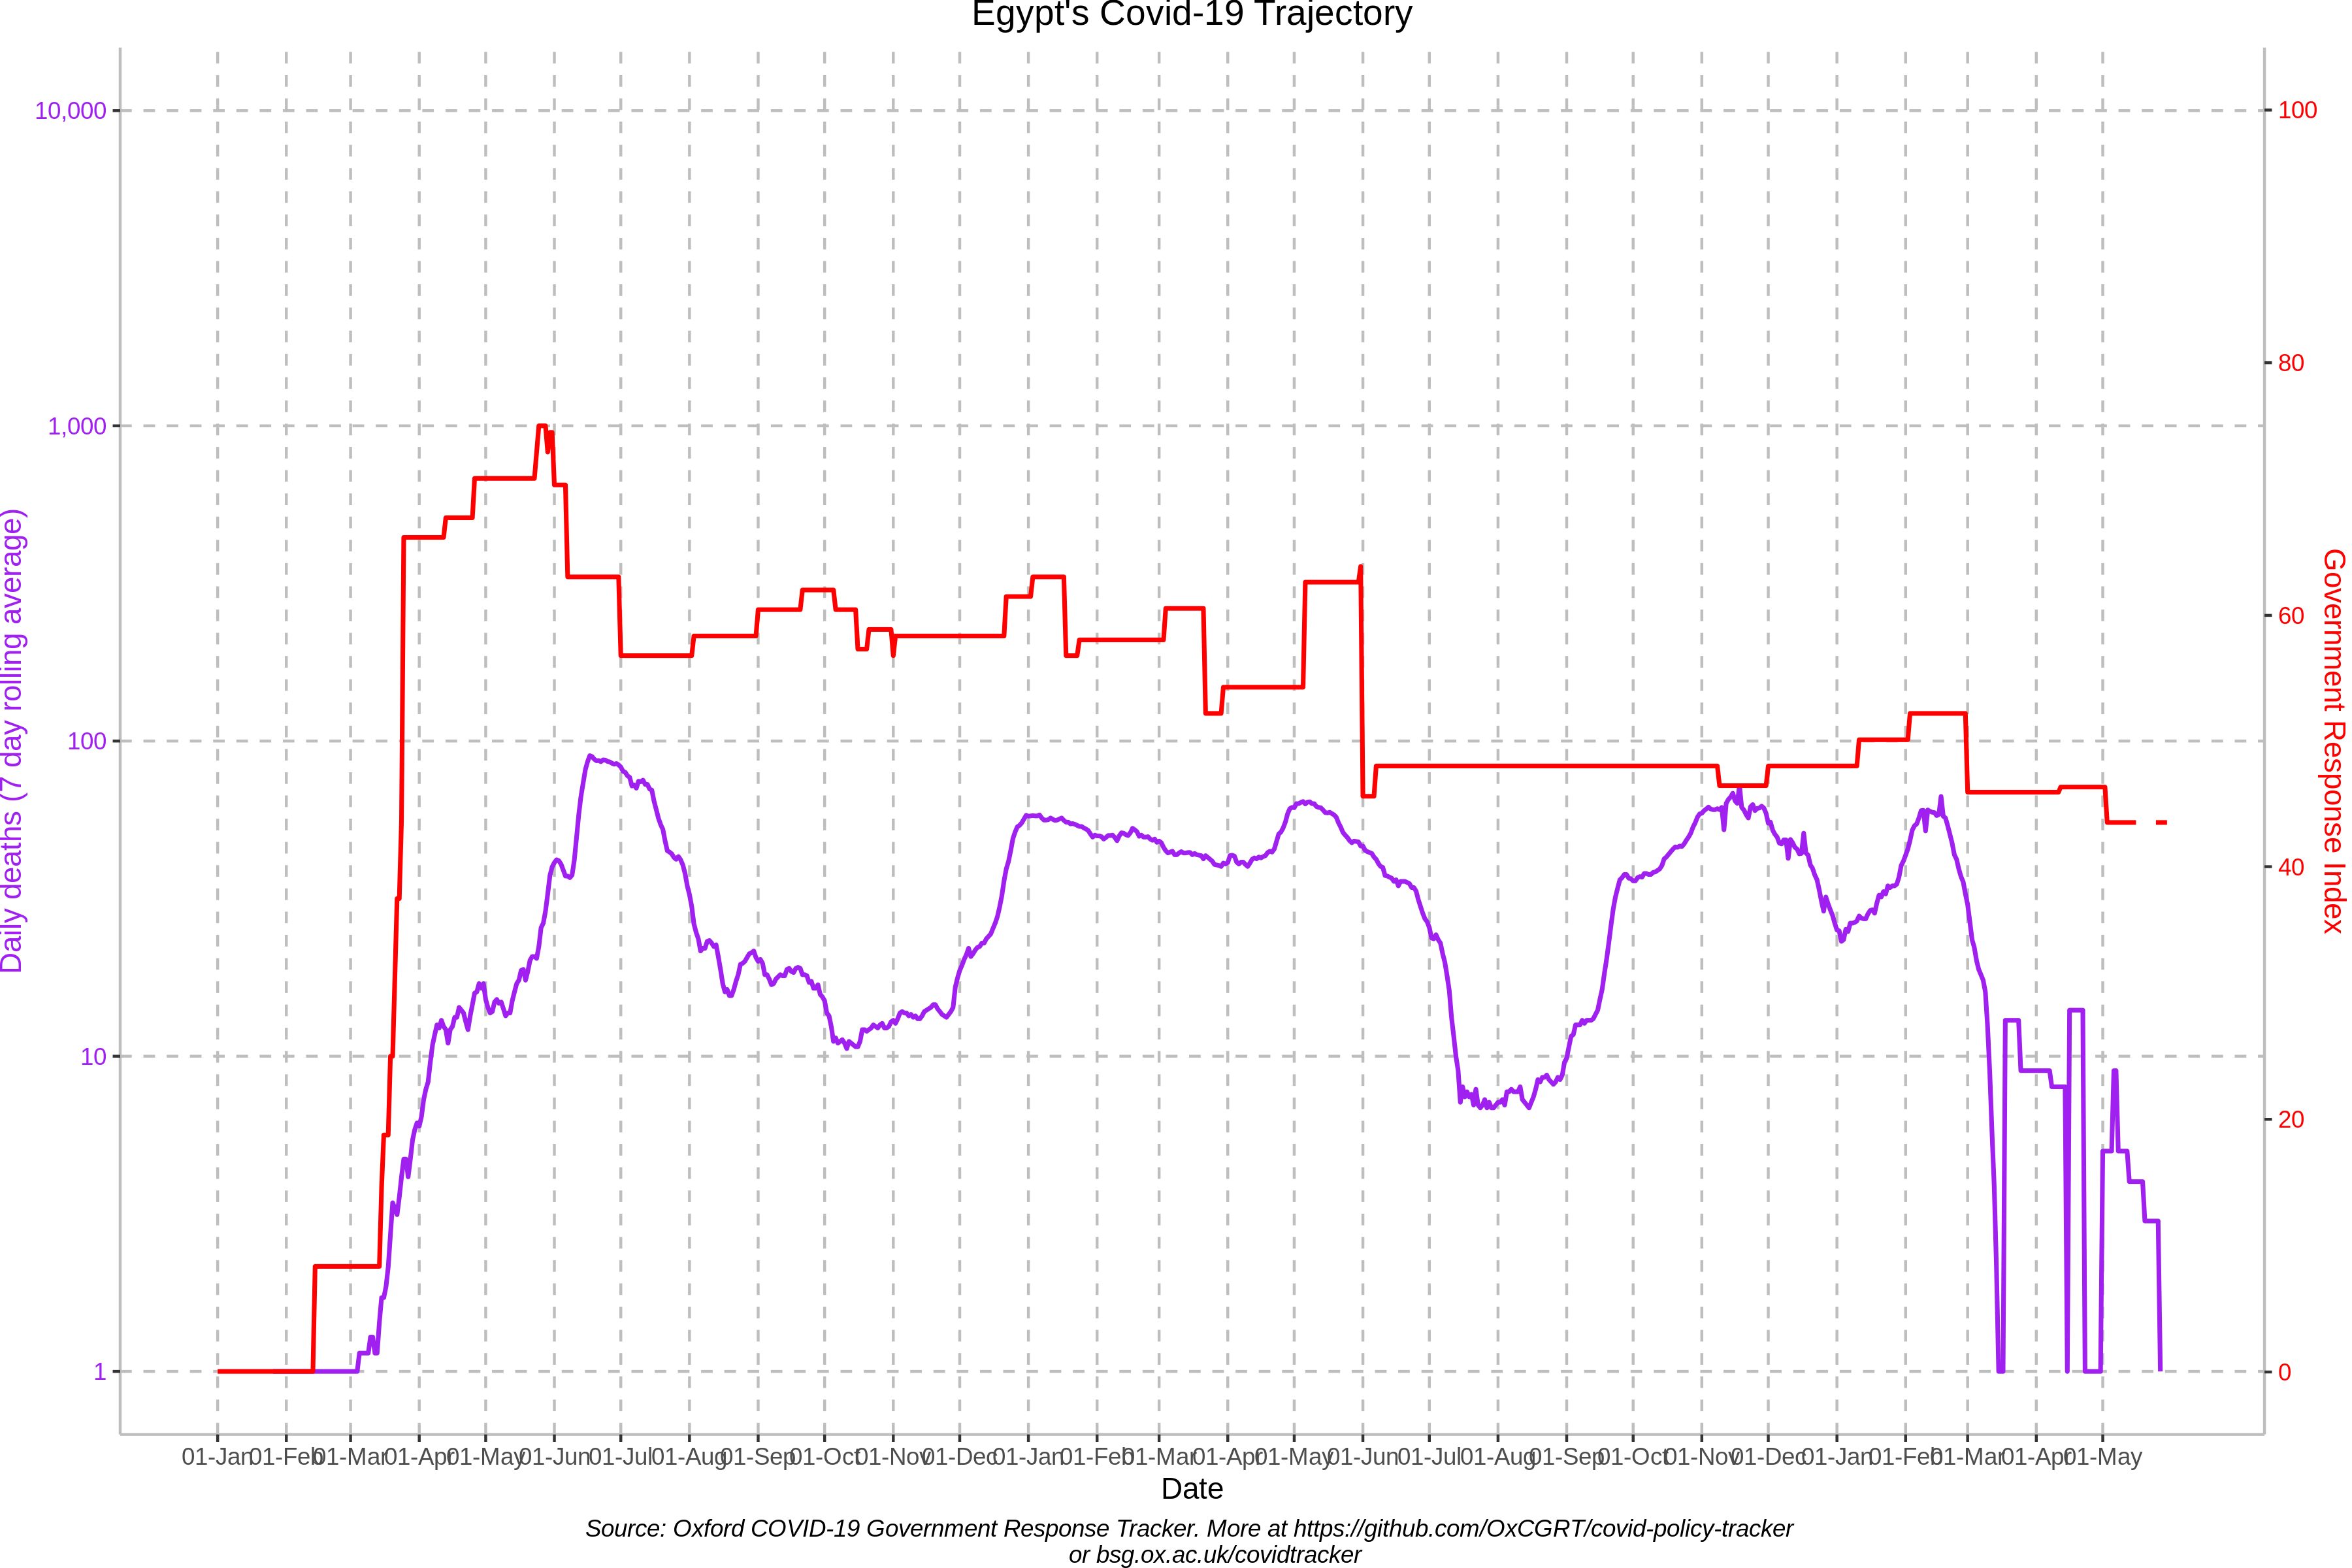 Egypt's Covid-19 Trajectory
10,000
1,000
100
10
1
Daily deaths (7 day rolling average)
100
80
60
40
20
0
Government Response Index
01-Jan 01-Feb 01-Mar 01-Apr 01-May 01-Jun 01-Jul 01-Aug 01-Sep 01-Oct 01-Nov 01-Dec 01-Jan 01-Feb 01-Mar 01-Apr 01-May 01-Jun 01-Jul 01-Aug 01-Sep 01-Oct 01-Nov 01-Dec 01-Jan 01-Feb 01-Mar 01-Apr 01-May
Date
Source: Oxford COVID-19 Government Response Tracker. More at https://github.com/OxCGRT/covid-policy-tracker
or bsg.ox.ac.uk/covidtracker